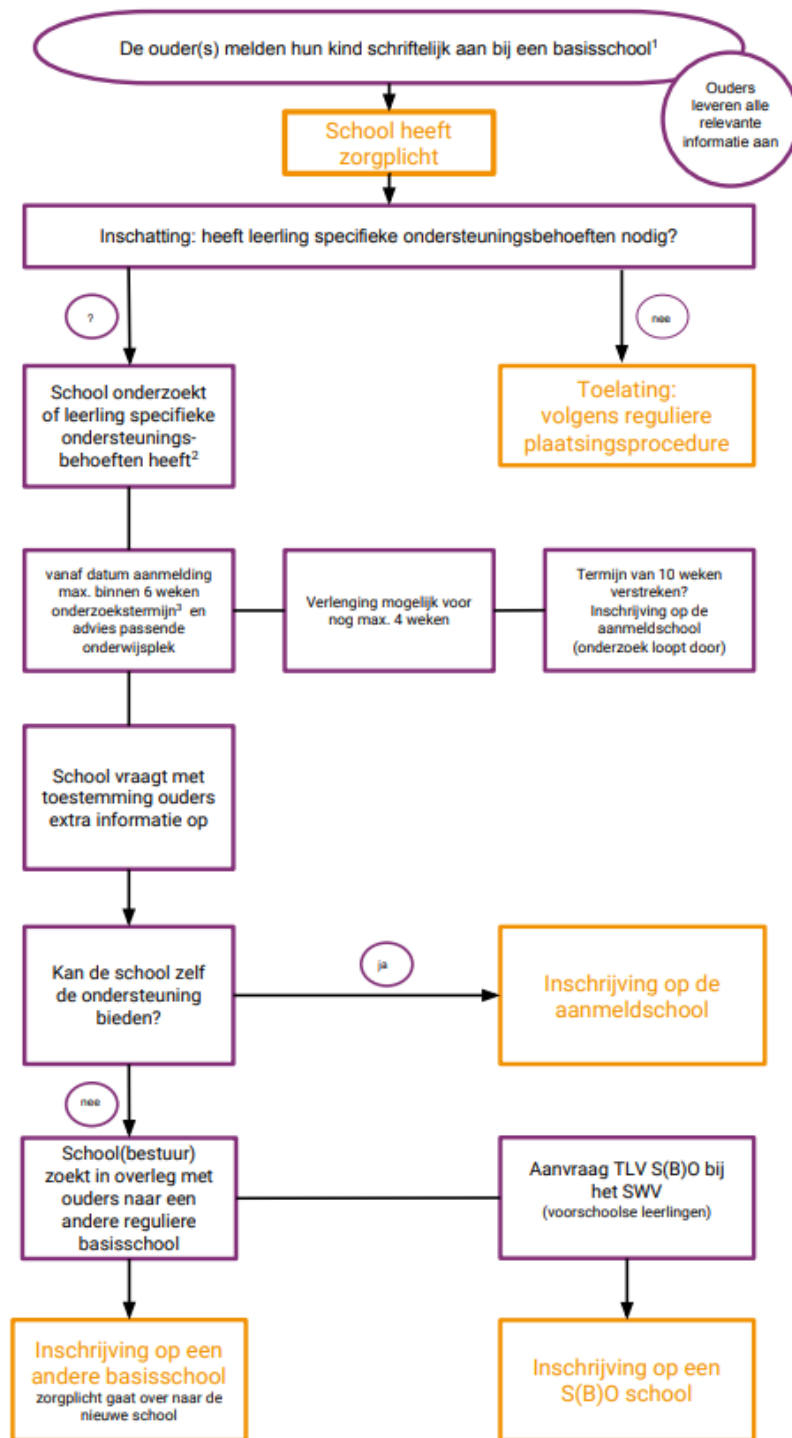 De ouder(s) melden hun kind schriftelijk aan bij een basisschool¹
Ouders
leveren alle
relevante
informatie aan
School heeft
zorgplicht
Inschatting: heeft leerling specifieke ondersteuningsbehoeften nodig?
?
nee
School onderzoekt
of leerling specifieke
ondersteunings-
behoeften heeft²
Toelating:
volgens reguliere
plaatsingsprocedure
vanaf datum aanmelding
max. binnen 6 weken
onderzoekstermijn³ en
advies passende
onderwijsplek
Verlenging mogelijk voor
nog max. 4 weken
Termijn van 10 weken
verstreken?
Inschrijving op de
aanmeldschool
(onderzoek loopt door)
School vraagt met
toestemming ouders
extra informatie op
Kan de school zelf
de ondersteuning
bieden?
ja
Inschrijving op de
aanmeldschool
nee
School(bestuur)
zoekt in overleg met
ouders naar een
andere reguliere
basisschool
Aanvraag TLV S(B)O bij
het SWV
(voorschoolse leerlingen)
Inschrijving op een
andere basisschool
zorgplicht gaat over naar de
nieuwe school
Inschrijving op een
S(B)O school